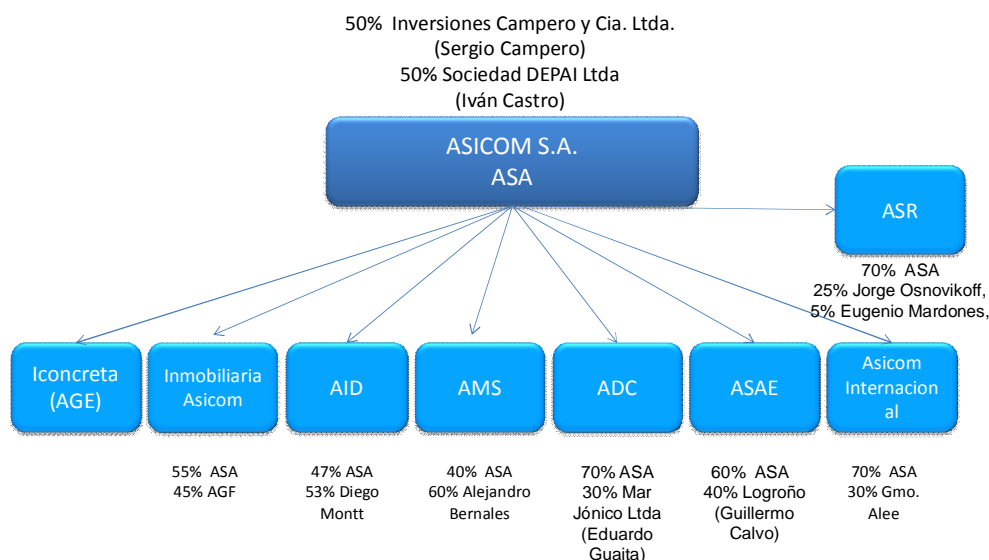 50% Inversiones Campero y Cia. Ltda.
(Sergio Campero)
50% Sociedad DEPAI Ltda
(Iván Castro)
ASICOM S.A.
ASA
ASR
70% ASA
25% Jorge Osnovikoff,
5% Eugenio Mardones,
Iconcreta
(AGE)
Inmobiliaria
Asicom
AID
AMS
ADC
ASAE
Asicom
Internacion
al
55% ASA
45% AGF
47% ASA
53% Diego
Montt
40% ASA
60% Alejandro
Bernales
70% ASA
30% Mar
Jónico Ltda
(Eduardo
Guaita)
60% ASA
40% Logroño
(Guillermo
Calvo)
70% ASA
30% Gmo.
Alee